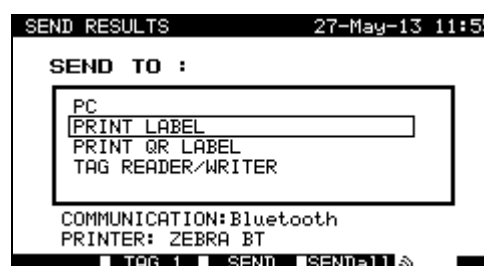 SEND RESULTS 27-May-13 11:55
SEND TO :
PC
PRINT LABEL
PRINT QR LABEL
TAG READER/WRITER
COMMUNICATION:Bluetooth
PRINTER: ZEBRA BT
TAG 1 SEND SENDall